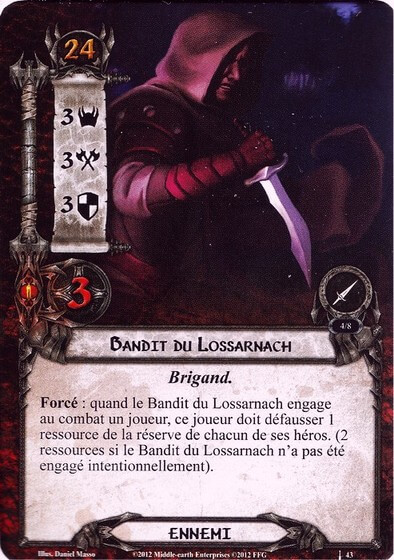 24
3
3
3
3
4/8
Bandit du Lossarnach
Brigand.
Forcé : quand le Bandit du Lossarnach engage
au combat un joueur, ce joueur doit défausser 1
ressource de la réserve de chacun de ses héros. (2
ressources si le Bandit du Lossarnach n'a pas été
engagé intentionnellement).
ENNEMI
Illus. Daniel Masso ©2012 Middle-earth Enterprises ©2012 FFG 43